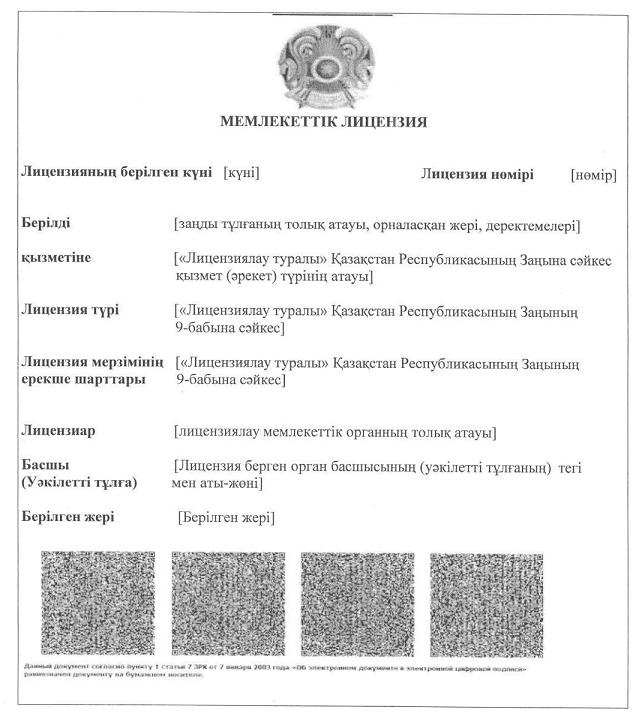 МЕМЛЕКЕТТІК ЛИЦЕНЗИЯ
Лицензияның берілген күні [күні] Лицензия нөмірі [нөмір]
Берілді [заңды тұлғаның толық атауы, орналасқан жері, деректемелері]
қызметіне [«Лицензиялау туралы» Қазақстан Республикасының Заңына сәйкес
қызмет (әрекет) түрінің атауы]
Лицензия түрі [«Лицензиялау туралы» Қазақстан Республикасының Заңының
9-бабына сәйкес]
Лицензия мерзімінің [«Лицензиялау туралы» Қазақстан Республикасының Заңының
ерекше шарттары 9-бабына сәйкес]
Лицензиар [лицензиялау мемлекеттік органның толық атауы]
Басшы [Лицензия берген орган басшысының (уәкілетті тұлғаның) тегі
(Уәкілетті тұлға) мен аты-жөні]
Берілген жері [Берілген жері]
Данный документ согласно пункту 1 статьи 7 ЗРК от 7 января 2003 года «Об электронном документе и электронной цифровой подписи»
равнозначен документу на бумажном носителе.